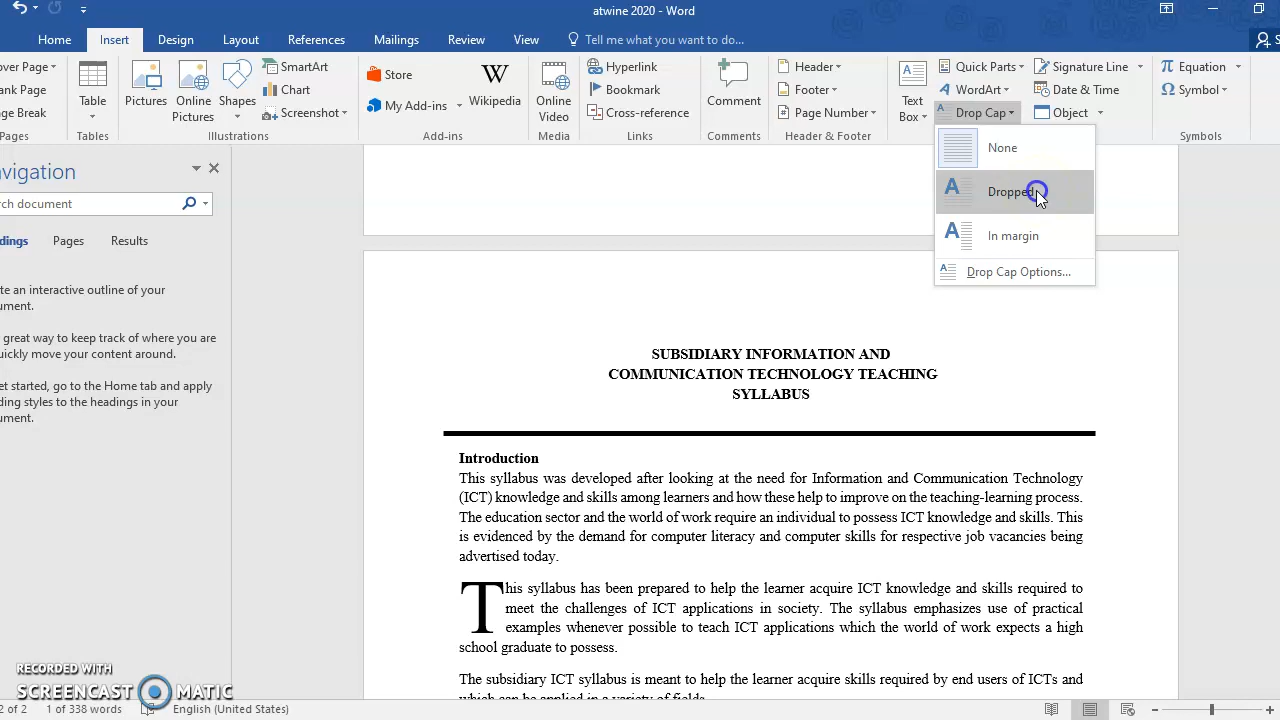 atwine 2020 - Word
Home Insert Design Layout References Mailings Review View Tell me what you want to do... S
over Page
ank Page
ge Break
Pages
Table
Tables
Pictures
Online Pictures
Shapes
SmartArt
Chart
Screenshot
Illustrations
Store
My Add-ins
W
Wikipedia
Add-ins
Online Video
Media
Hyperlink
Bookmark
Cross-reference
Links
Comment
Comments
Header
Footer
Page Number
Header & Footer
Text Box
Quick Parts
WordArt
Drop Cap
Signature Line
Date & Time
Object
Equation
Symbol
Symbols
None
Dropped
In margin
Drop Cap Options...
avigation
rch document
dings Pages Results
te an interactive outline of your
ument.
great way to keep track of where you are
uickly move your content around.
et started, go to the Home tab and apply
ding styles to the headings in your
ument.
SUBSIDIARY INFORMATION AND
COMMUNICATION TECHNOLOGY TEACHING
SYLLABUS
Introduction
This syllabus was developed after looking at the need for Information and Communication Technology
(ICT) knowledge and skills among learners and how these help to improve on the teaching-learning process.
The education sector and the world of work require an individual to possess ICT knowledge and skills. This
is evidenced by the demand for computer literacy and computer skills for respective job vacancies being
advertised today.
This syllabus has been prepared to help the learner acquire ICT knowledge and skills required to
meet the challenges of ICT applications in society. The syllabus emphasizes use of practical
examples whenever possible to teach ICT applications which the world of work expects a high
school graduate to possess.
The subsidiary ICT syllabus is meant to help the learner acquire skills required by end users of ICTs and
which can be applied in a variety of fields.
RECORDED WITH
SCREENCAST MATIC
2 of 2 1 of 338 words English (United States)